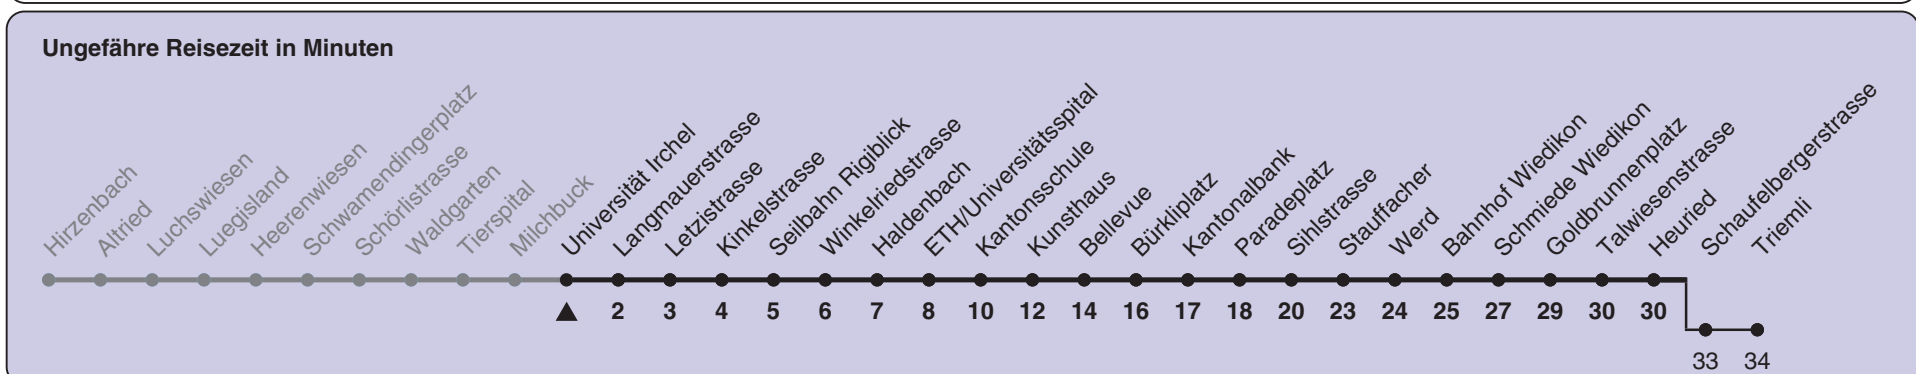 Ungefähre Reisezeit in Minuten
Hirzenbach
Altried
Luchswiesen
Luegisland
Heerenwiesen
Schwamendingerplatz
Schörlistrasse
Waldgarten
Tierspital
Milchbuck
Universität Irchel
Langmauerstrasse
Letzistrasse
Kinkelstrasse
Seilbahn Rigiblick
Winkelriedstrasse
Haldenbach
ETH/Universitätsspital
Kantonsschule
Kunsthaus
Bellevue
Bürkliplatz
Kantonalbank
Paradeplatz
Sihlstrasse
Stauffacher
Werd
Bahnhof Wiedikon
Schmiede Wiedikon
Goldbrunnenplatz
Talwiesenstrasse
Heuried
Schaufelbergerstrasse
Triemli
2 3 4 5 6 7 8 10 12 14 16 17 18 20 23 24 25 27 29 30 30
33 34